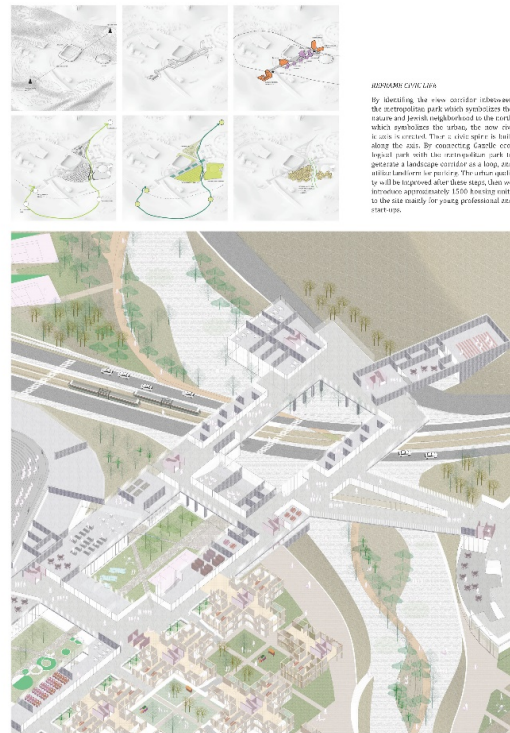 REFRAME CIVIC LIFE
By identifing the view corridor inbetween
the metropolitan park which symbolizes the
nature and Jewish neighborhood to the north
which symbolizes the urban, the new civ-
ic axis is created. Then a civic spine is built
along the axis. By connecting Gazelle eco-
logical park with the metropolitan park to
generate a landscape corridor as a loop, and
utilize landform for parking. The urban quali-
ty will be improved after these steps, then we
introduce approximately 1500 housing units
to the site mainly for young professional and
start-ups.